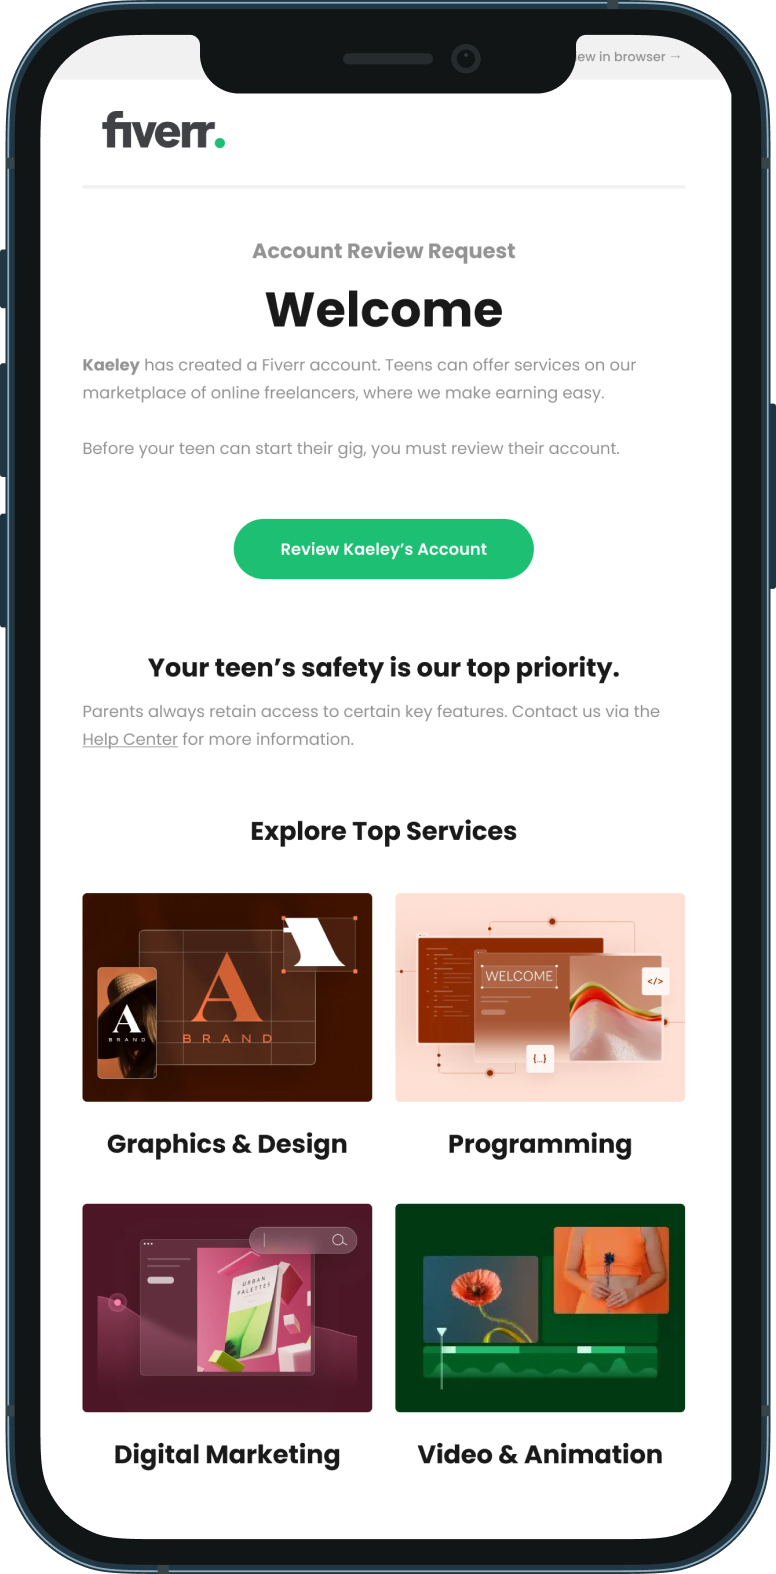 iew in browser →
fiverr.
Account Review Request
Welcome
Kaeley has created a Fiverr account. Teens can offer services on our
marketplace of online freelancers, where we make earning easy.
Before your teen can start their gig, you must review their account.
Review Kaeley’s Account
Your teen’s safety is our top priority.
Parents always retain access to certain key features. Contact us via the
Help Center for more information.
Explore Top Services
A
BRAND
A
BRAND
WELCOME
</>
{...}
Graphics & Design
Programming
URBAN
PALETTES
Digital Marketing
Video & Animation